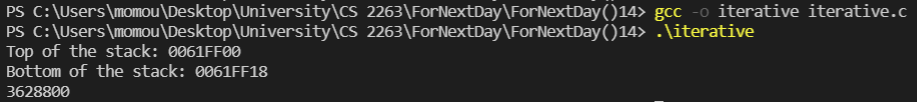 PS C:\Users\momou\Desktop\University\CS 2263\ForNextDay\ForNextDay()14> gcc -o iterative iterative.c
PS C:\Users\momou\Desktop\University\CS 2263\ForNextDay\ForNextDay()14> .\iterative
Top of the stack: 0061FF00
Bottom of the stack: 0061FF18
3628800